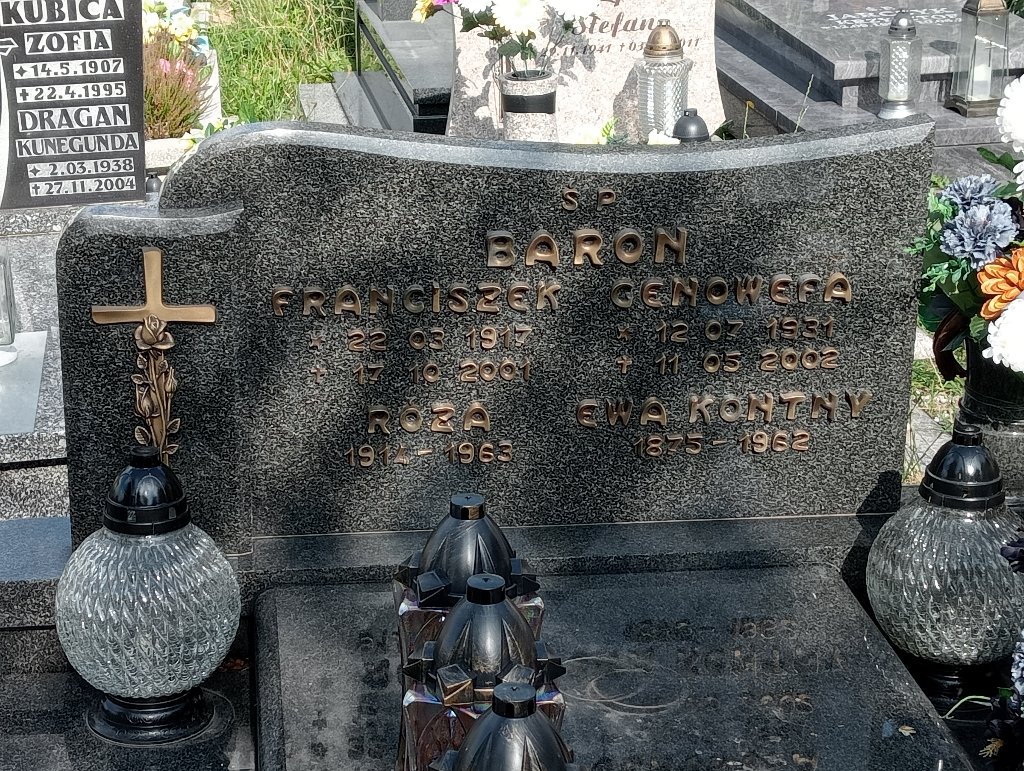 KUBICA
ZOFIA
14.5.1907
†22.4.1995
DRAGAN
KUNEGUNDA
2.03.1938
†27.11.2004
Stefan
Ś P
BARON
FRANCISZEK GENOWEFA
* 22 03 1917 * 12 07 1931
† 17 10 2001 † 11 05 2002
RÓZA EWA KONTNY
1914 - 1963 1875 - 1962